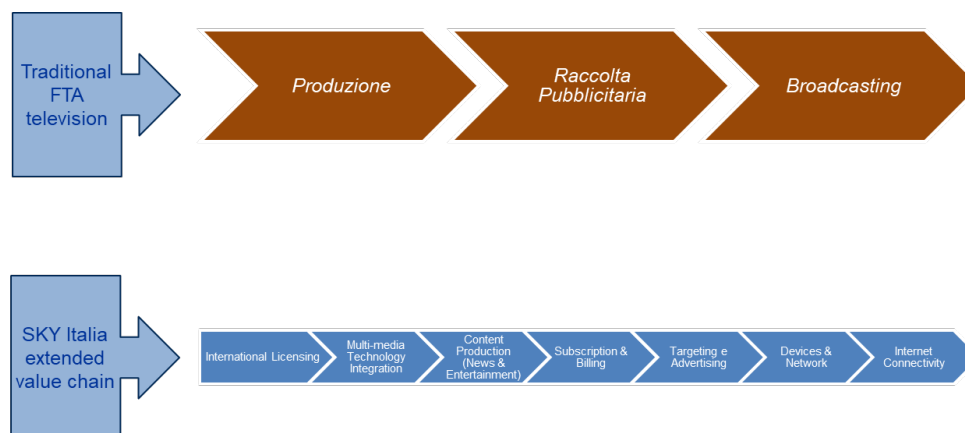 Traditional
FTA
television
Produzione
Raccolta
Pubblicitaria
Broadcasting
SKY Italia
extended
value chain
International Licensing
Multi-media
Technology
Integration
Content
Production
(News &
Entertainment)
Subscription &
Billing
Targeting e
Advertising
Devices &
Network
Internet
Connectivity